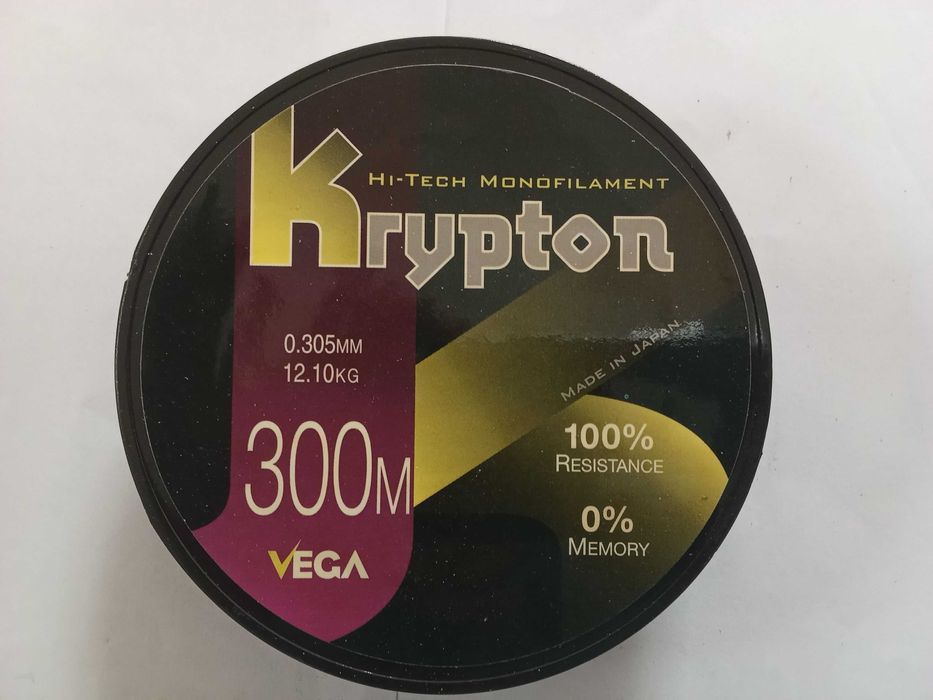 Hi-Tech Monofilament
Krypton
0.305MM
12.10KG
300M
VEGA
Made in Japan
100%
Resistance
0%
Memory